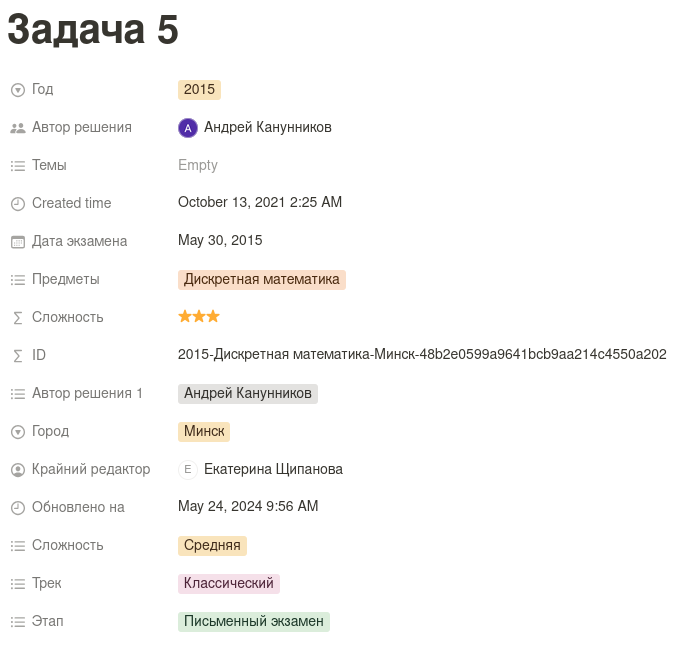 Задача 5
Год 2015
Автор решения А Андрей Канунников
Темы Empty
Created time October 13, 2021 2:25 AM
Дата экзамена May 30, 2015
Предметы Дискретная математика
Сложность ★★★
ID 2015-Дискретная математика-Минск-48b2e0599a9641bcb9aa214c4550a202
Автор решения 1 Андрей Канунников
Город Минск
Крайний редактор Е Екатерина Щипанова
Обновлено на May 24, 2024 9:56 AM
Сложность Средняя
Трек Классический
Этап Письменный экзамен